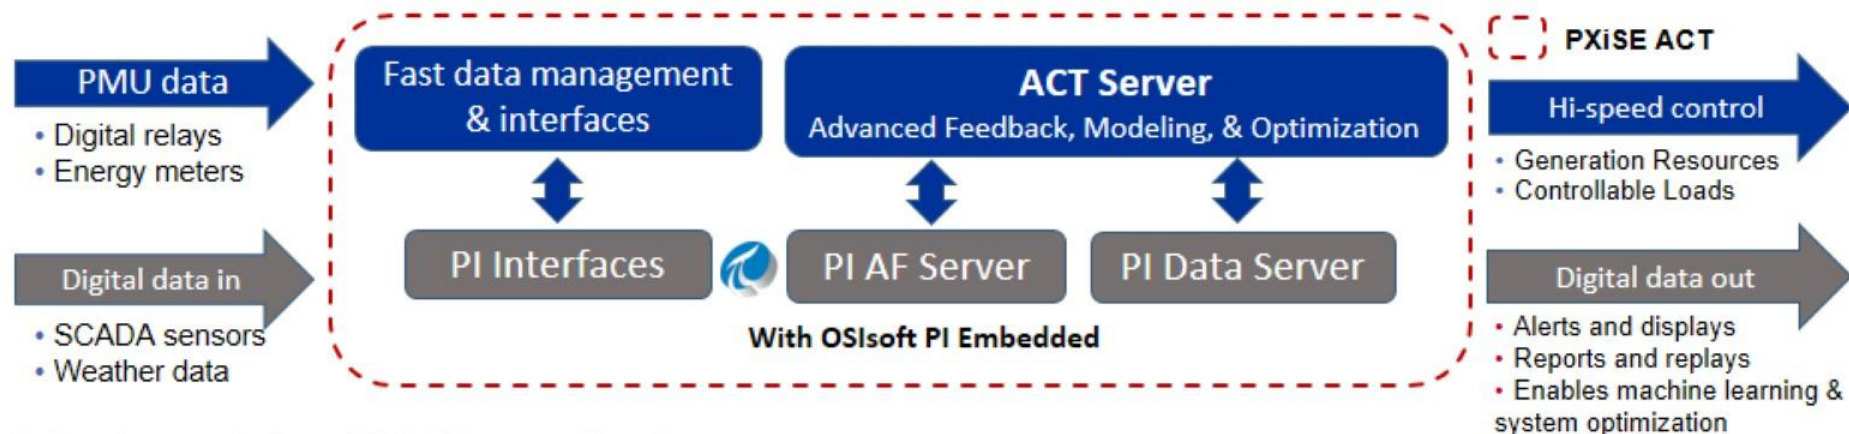 PMU data
• Digital relays
• Energy meters
Digital data in
• SCADA sensors
• Weather data
Fast data management
& interfaces
ACT Server
Advanced Feedback, Modeling, & Optimization
PI Interfaces
PI AF Server
PI Data Server
With OSIsoft PI Embedded
PXiSE ACT
Hi-speed control
• Generation Resources
• Controllable Loads
Digital data out
• Alerts and displays
• Reports and replays
• Enables machine learning &
system optimization